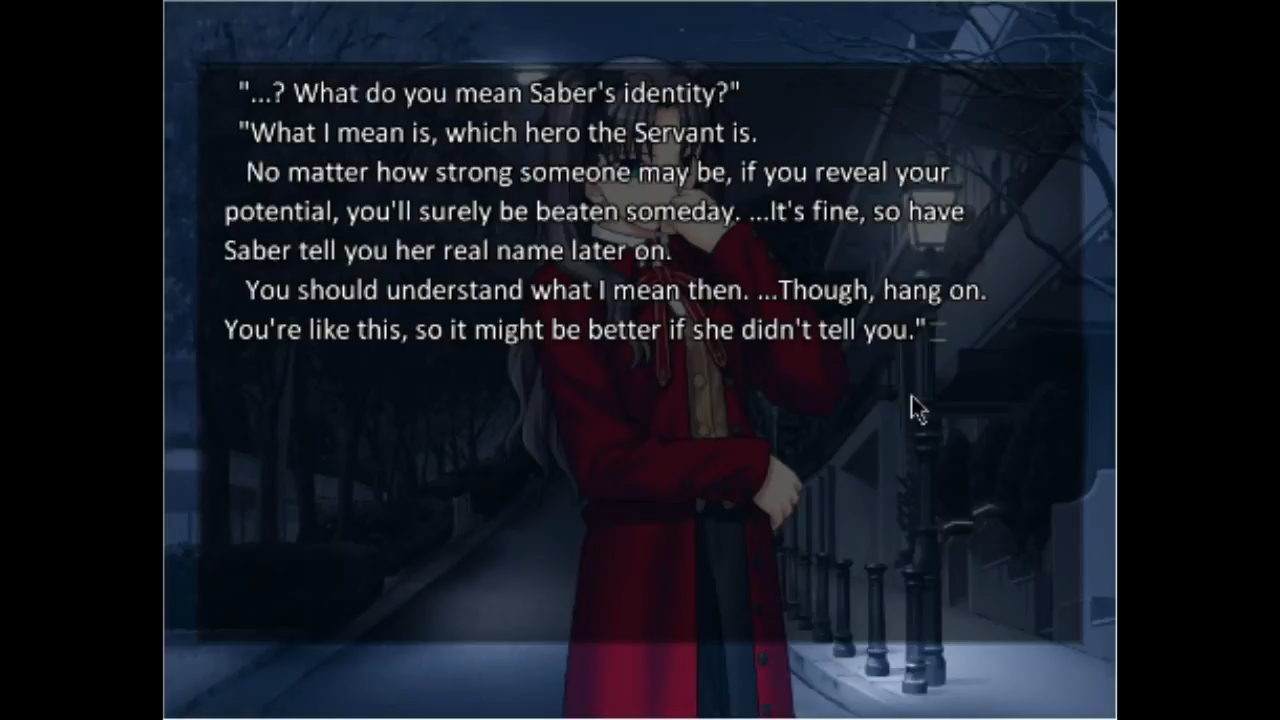 "...? What do you mean Saber's identity?"
"What I mean is, which hero the Servant is.
No matter how strong someone may be, if you reveal your
potential, you'll surely be beaten someday. ...It's fine, so have
Saber tell you her real name later on.
You should understand what I mean then. ...Though, hang on.
You're like this, so it might be better if she didn't tell you."